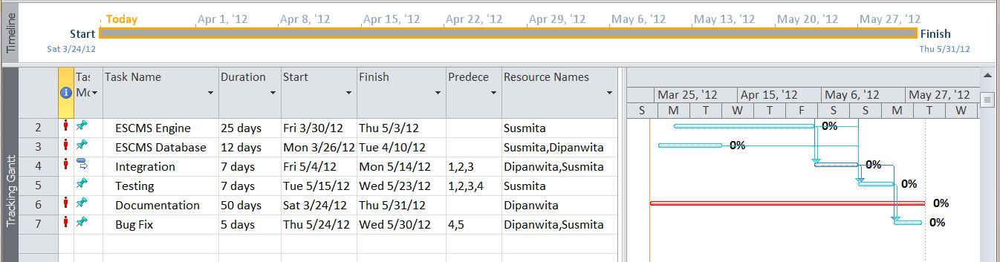 Timeline
Today Apr 1, '12 Apr 8, '12 Apr 15, '12 Apr 22, '12 Apr 29, '12 May 6, '12 May 13, '12 May 20, '12 May 27, '12
Start Finish
Sat 3/24/12 Thu 5/31/12
Tracking Gantt
Tas Task Name Duration Start Finish Predece Resource Names
Mo
Mar 25, '12 Apr 15, '12 May 6, '12 May 27, '12
S M T W T F S S M T W
2 ESCMS Engine 25 days Fri 3/30/12 Thu 5/3/12 Susmita 0%
3 ESCMS Database 12 days Mon 3/26/12 Tue 4/10/12 Susmita,Dipanwita 0%
4 Integration 7 days Fri 5/4/12 Mon 5/14/12 1,2,3 Dipanwita,Susmita 0%
5 Testing 7 days Tue 5/15/12 Wed 5/23/12 1,2,3,4 Susmita 0%
6 Documentation 50 days Sat 3/24/12 Thu 5/31/12 Dipanwita 0%
7 Bug Fix 5 days Thu 5/24/12 Wed 5/30/12 4,5 Dipanwita,Susmita 0%